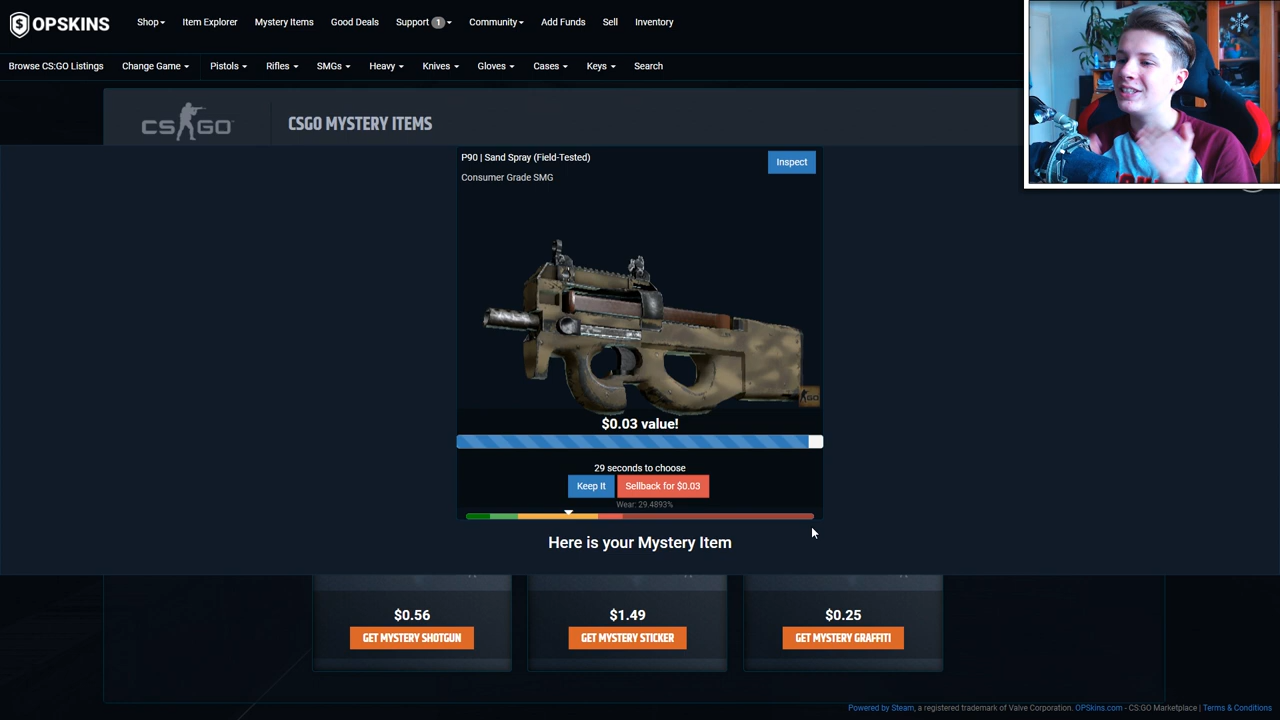 OPSKINS
Shop Item Explorer Mystery Items Good Deals Support 1 Community Add Funds Sell Inventory
Browse CS:GO Listings Change Game Pistols Rifles SMGs Heavy Knives Gloves Cases Keys Search
CS GO CSGO MYSTERY ITEMS
P90 | Sand Spray (Field-Tested)
Inspect
Consumer Grade SMG
GO
$0.03 value!
29 seconds to choose
Keep It Sellback for $0.03
Wear: 29.4893%
Here is your Mystery Item
$0.56 $1.49 $0.25
GET MYSTERY SHOTGUN GET MYSTERY STICKER GET MYSTERY GRAFFITI
Powered by Steam, a registered trademark of Valve Corporation. OPSkins.com - CS:GO Marketplace | Terms & Conditions